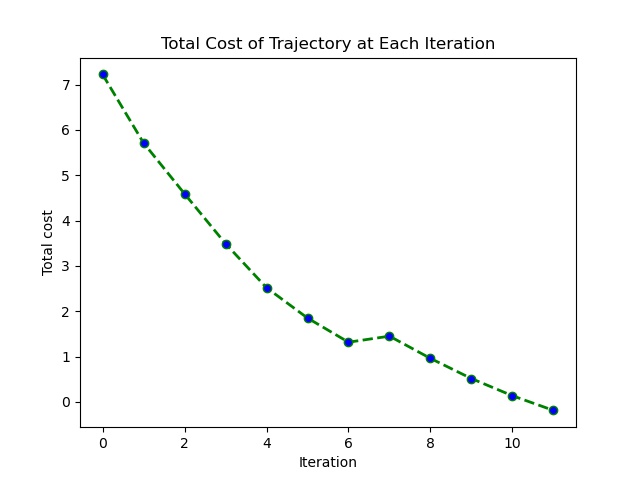 Total Cost of Trajectory at Each Iteration
7
6
5
4
3
2
1
0
Total cost
0 2 4 6 8 10
Iteration